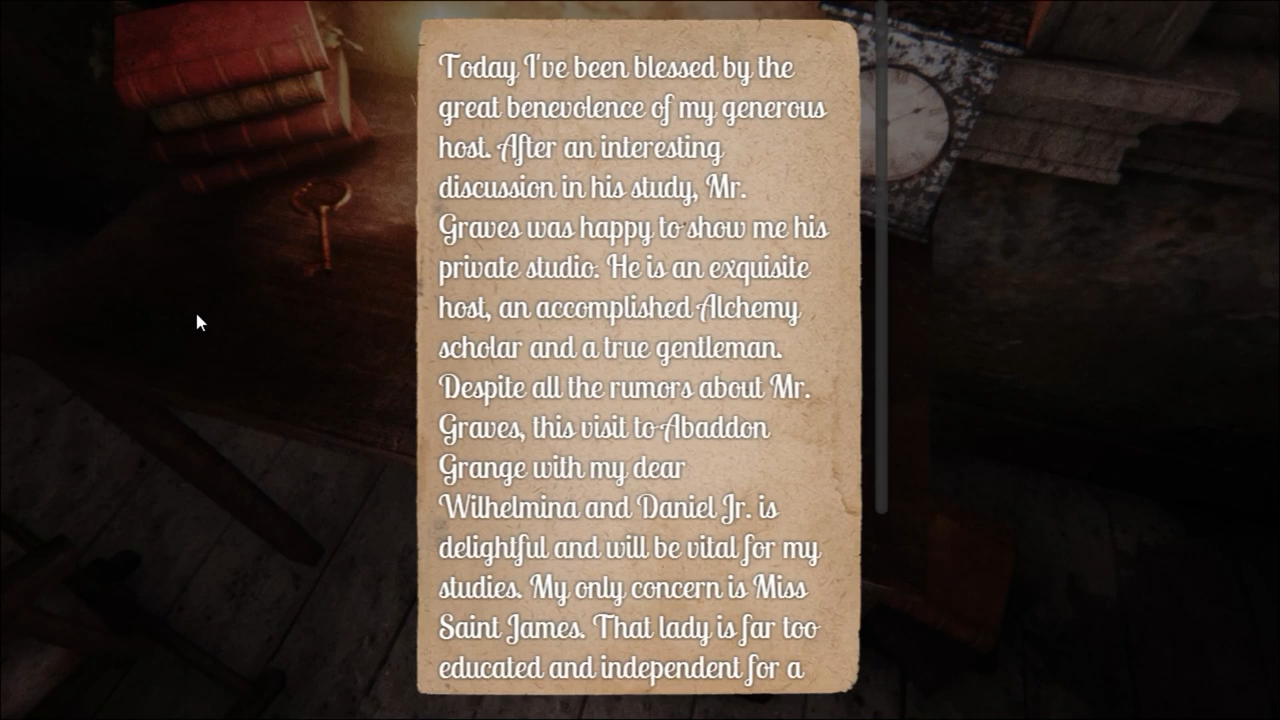 Today I've been blessed by the
great benevolence of my generous
host. After an interesting
discussion in his study, Mr.
Graves was happy to show me his
private studio. He is an exquisite
host, an accomplished Alchemy
scholar and a true gentleman.
Despite all the rumors about Mr.
Graves, this visit to Abaddon
Grange with my dear
Wilhelmina and Daniel Jr. is
delightful and will be vital for my
studies. My only concern is Miss
Saint James. That lady is far too
educated and independent for a